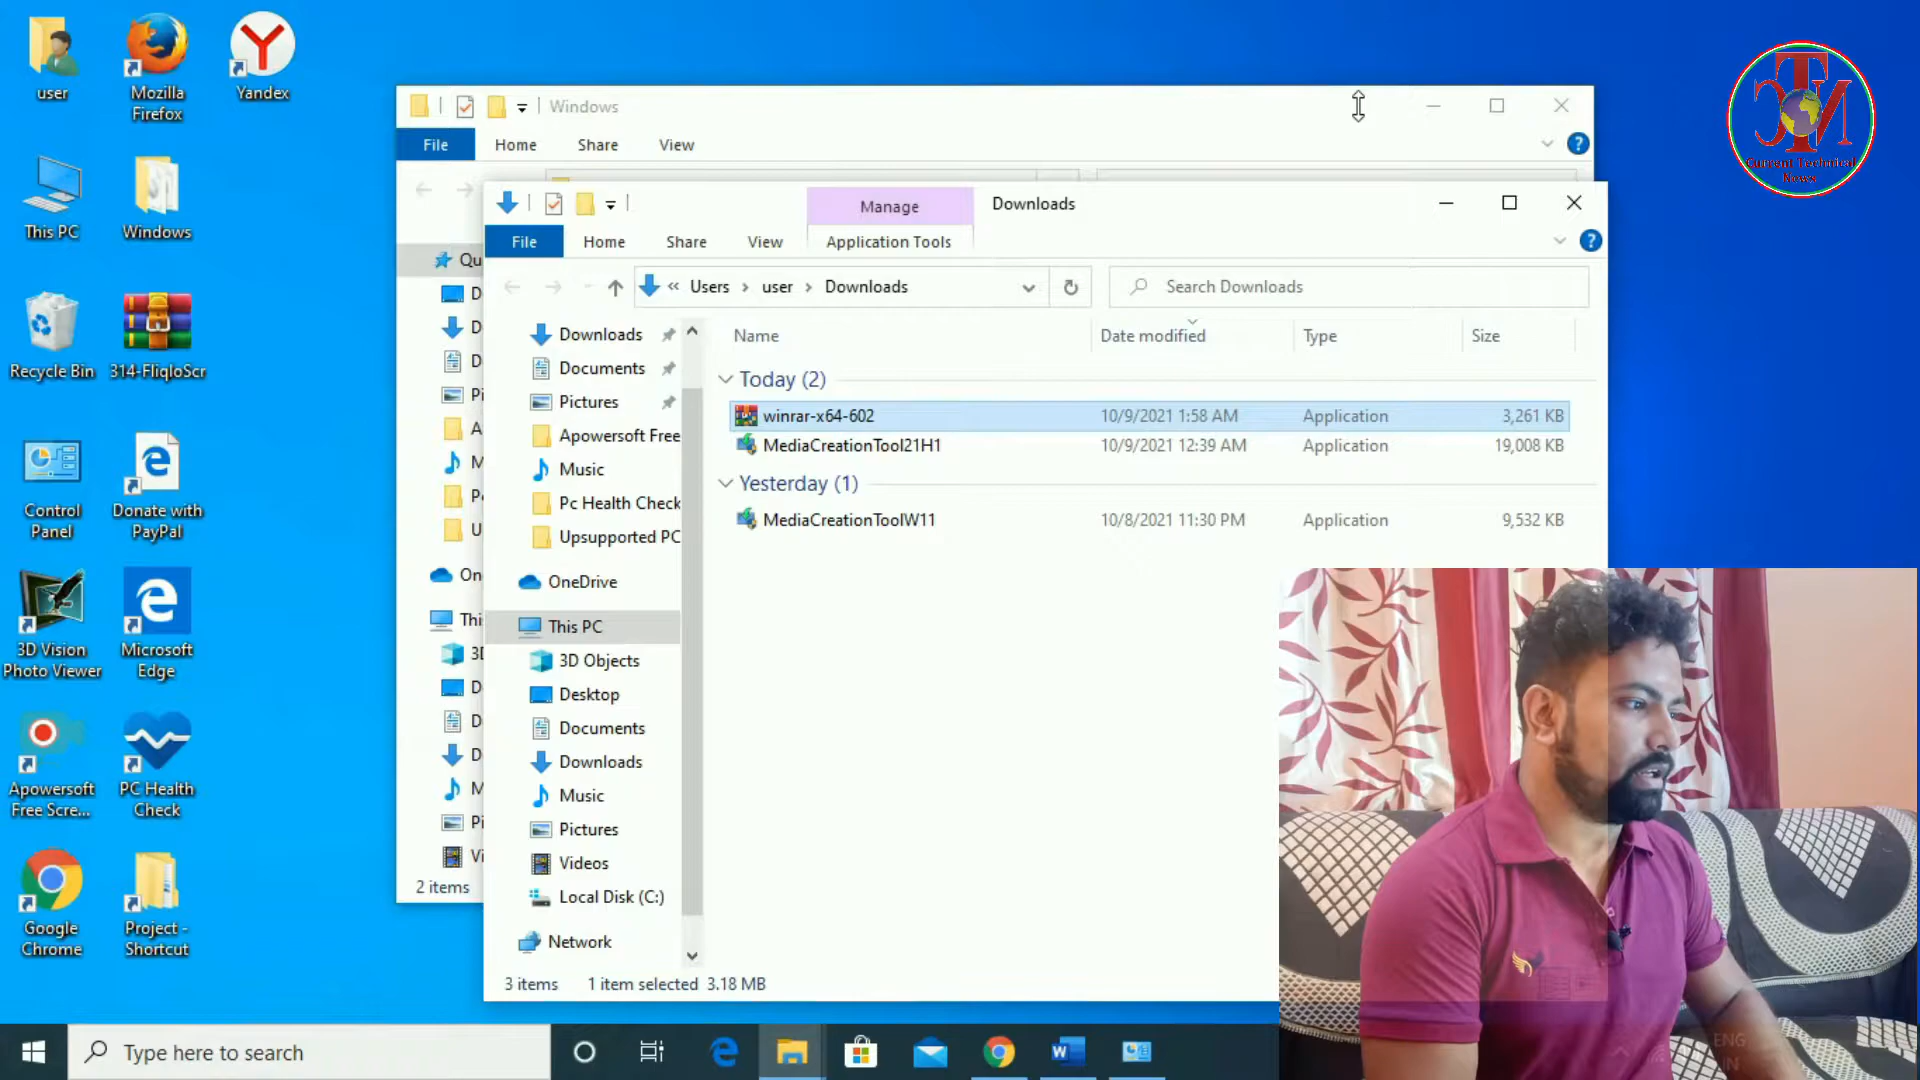 user
Mozilla
Firefox
Yandex
This PC
Windows
Recycle Bin
314-FliqloScr
Control
Panel
Donate with
PayPal
3D Vision
Photo Viewer
Microsoft
Edge
Apowersoft
Free Scre...
PC Health
Check
Google
Chrome
Project -
Shortcut
Windows
File Home Share View
Qu
On
2 items
Manage
Downloads
File Home Share View Application Tools
« Users > user > Downloads
Search Downloads
Name Date modified Type Size
Downloads
Documents
Pictures
Apowersoft Free
Music
Pc Health Check
Upsupported PC
OneDrive
This PC
3D Objects
Desktop
Documents
Downloads
Music
Pictures
Videos
Local Disk (C:)
Network
Today (2)
winrar-x64-602 10/9/2021 1:58 AM Application 3,261 KB
MediaCreationTool21H1 10/9/2021 12:39 AM Application 19,008 KB
Yesterday (1)
MediaCreationToolW11 10/8/2021 11:30 PM Application 9,532 KB
3 items 1 item selected 3.18 MB
Type here to search
ENG
IN
CTN
Current Technical
News